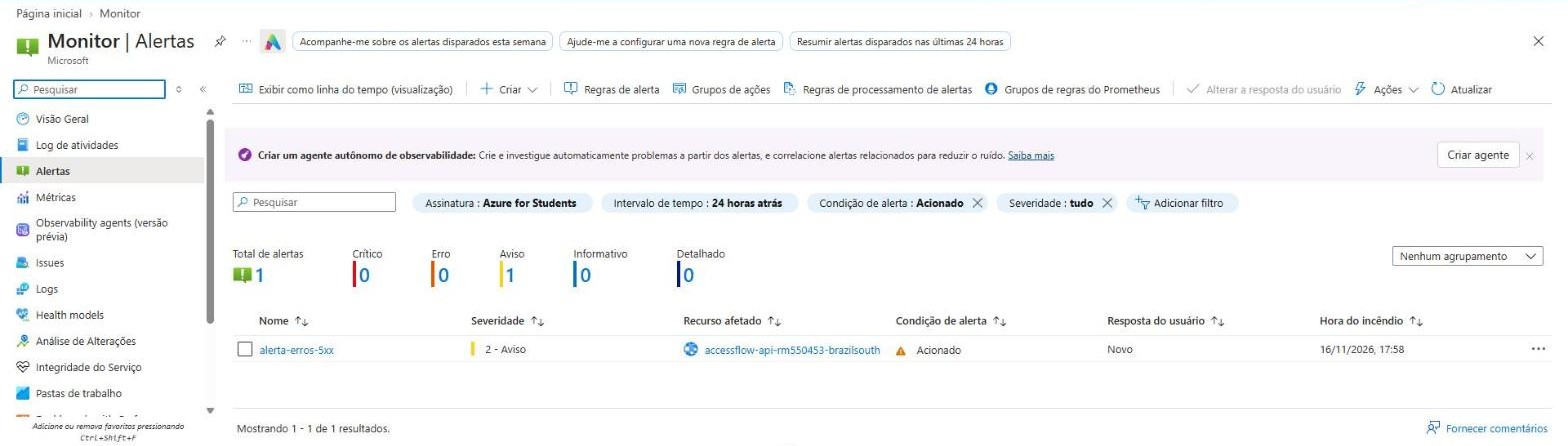 Página inicial > Monitor
Monitor | Alertas
Microsoft
Acompanhe-me sobre os alertas disparados esta semana
Ajude-me a configurar uma nova regra de alerta
Resumir alertas disparados nas últimas 24 horas
Pesquisar
Exibir como linha do tempo (visualização) Criar Regras de alerta Grupos de ações Regras de processamento de alertas Grupos de regras do Prometheus Alterar a resposta do usuário Ações Atualizar
Visão Geral
Log de atividades
Alertas
Métricas
Observability agents (versão
prévia)
Issues
Logs
Health models
Análise de Alterações
Integridade do Serviço
Pastas de trabalho
Adicione ou remova favoritos pressionando
Ctrl+Shift+F
Criar um agente autônomo de observabilidade: Crie e investigue automaticamente problemas a partir dos alertas, e correlacione alertas relacionados para reduzir o ruído. Saiba mais
Criar agente
Pesquisar
Assinatura : Azure for Students
Intervalo de tempo : 24 horas atrás
Condição de alerta : Acionado
Severidade : tudo
Adicionar filtro
Total de alertas Crítico Erro Aviso Informativo Detalhado
1 0 0 1 0 0
Nenhum agrupamento
Nome Severidade Recurso afetado Condição de alerta Resposta do usuário Hora do incêndio
alerta-erros-5xx 2 - Aviso accessflow-api-rm550453-brazilsouth Acionado Novo 16/11/2026, 17:58
Mostrando 1 - 1 de 1 resultados.
Fornecer comentários